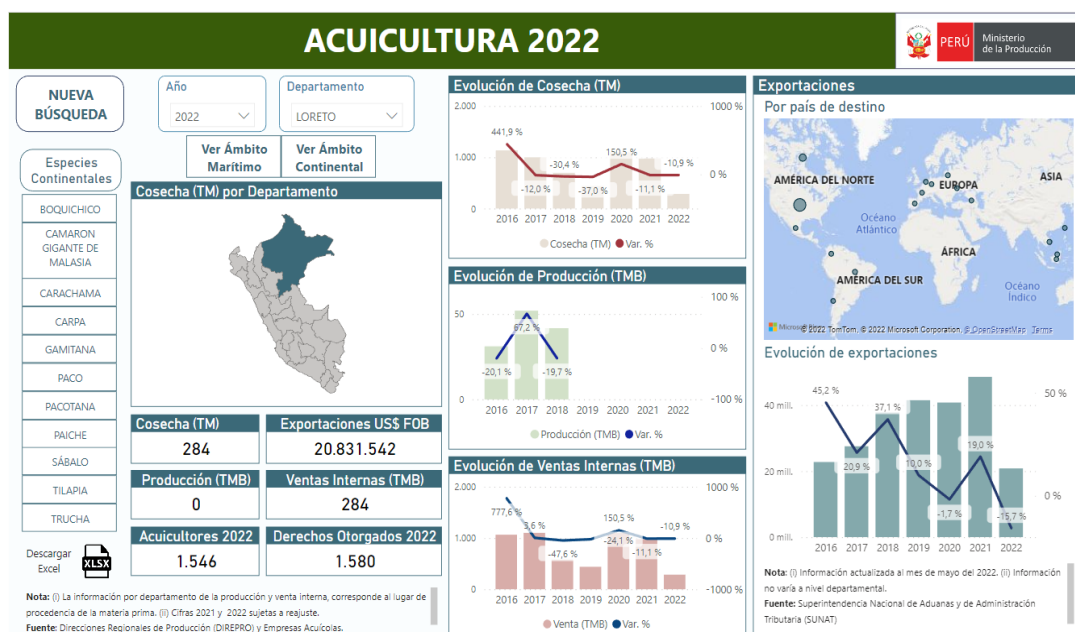 ACUICULTURA 2022
PERÚ
Ministerio
de la Producción
NUEVA
BÚSQUEDA
Año
2022
Departamento
LORETO
Ver Ámbito
Marítimo
Ver Ámbito
Continental
Especies
Continentales
BOQUICHICO
CAMARON
GIGANTE DE
MALASIA
CARACHAMA
CARPA
GAMITANA
PACO
PACOTANA
PAICHE
SÁBALO
TILAPIA
TRUCHA
Descargar
Excel
XLSX
Cosecha (TM) por Departamento
Cosecha (TM)
284
Exportaciones US$ FOB
20.831.542
Producción (TMB)
0
Ventas Internas (TMB)
284
Acuicultores 2022
1.546
Derechos Otorgados 2022
1.580
Nota: (i) La información por departamento de la producción y venta interna, corresponde al lugar de
procedencia de la materia prima. (ii) Cifras 2021 y 2022 sujetas a reajuste.
Fuente: Direcciones Regionales de Producción (DIREPRO) y Empresas Acuícolas.
Evolución de Cosecha (TM)
2.000
1000 %
441,9 %
150,5 %
1.000
-30,4 %
-10,9 %
0 %
-12,0 %
-37,0 %
-11,1 %
0
2016 2017 2018 2019 2020 2021 2022
Cosecha (TM) Var. %
Evolución de Producción (TMB)
100 %
50
67,2 %
0 %
-20,1 %
-19,7 %
0
-100 %
2016 2017 2018 2019 2020 2021 2022
Producción (TMB) Var. %
Evolución de Ventas Internas (TMB)
2.000
1000 %
777,6 %
3,6 %
150,5 %
-10,9 %
1.000
0 %
-47,6 %
-24,1 %
-11,1 %
0
-1000 %
2016 2017 2018 2019 2020 2021 2022
Venta (TMB) Var. %
Exportaciones
Por país de destino
AMÉRICA DEL NORTE
EUROPA
ASIA
Océano
Atlántico
ÁFRICA
AMÉRICA DEL SUR
Océano
Índico
© 2022 TomTom, © 2022 Microsoft Corporation, © OpenStreetMap Terms
Evolución de exportaciones
45,2 %
50 %
37,1 %
40 mill.
19,0 %
20,9 %
10,0 %
20 mill.
0 %
-1,7 %
-15,7 %
0 mill.
2016 2017 2018 2019 2020 2021 2022
Nota: (i) Información actualizada al mes de mayo del 2022. (ii) Información
no varía a nivel departamental.
Fuente: Superintendencia Nacional de Aduanas y de Administración
Tributaria (SUNAT)